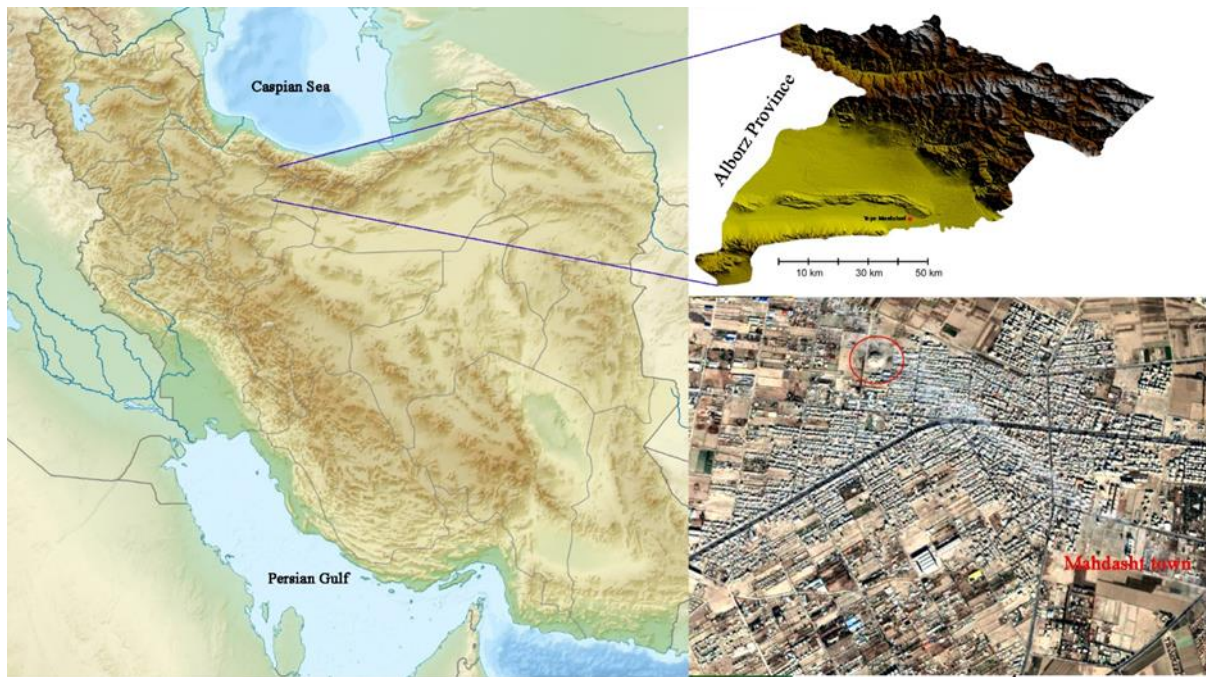 Caspian Sea
Persian Gulf
Alborz Province
10 km 30 km 50 km
Mahdasht town